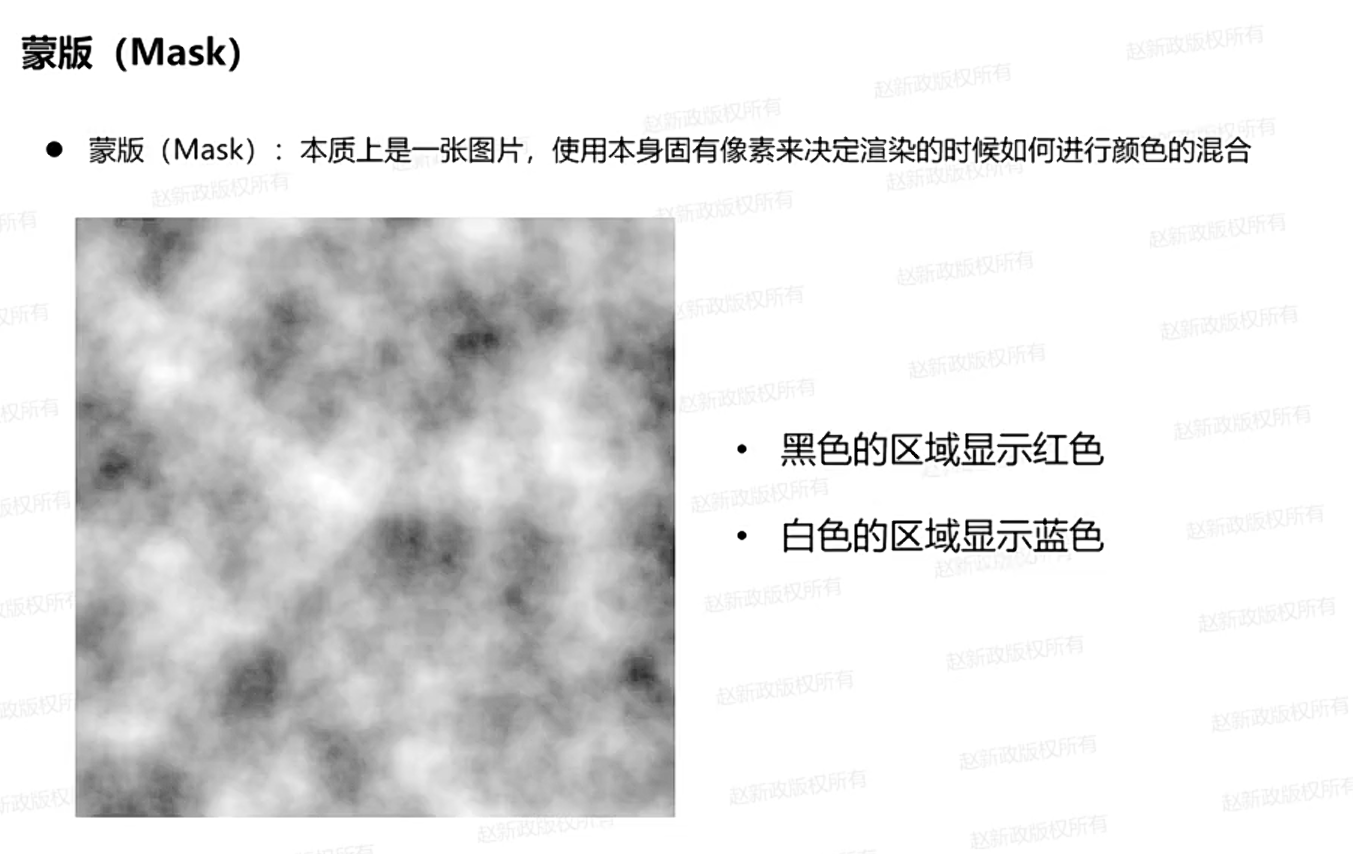 蒙版（Mask）
● 蒙版（Mask）：本质上是一张图片，使用本身固有像素来决定渲染的时候如何进行颜色的混合
• 黑色的区域显示红色
• 白色的区域显示蓝色
赵新政版权所有